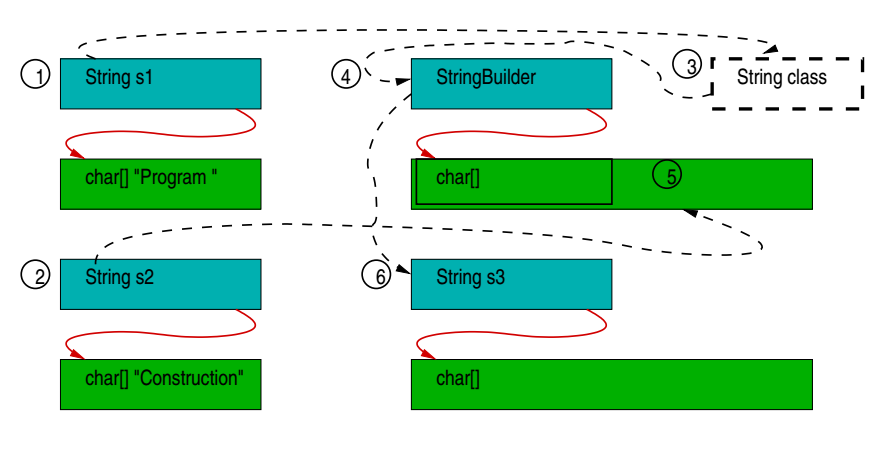 1 String s1
4 StringBuilder
3 String class
char[] "Program "
char[] 5
2 String s2
6 String s3
char[] "Construction"
char[]